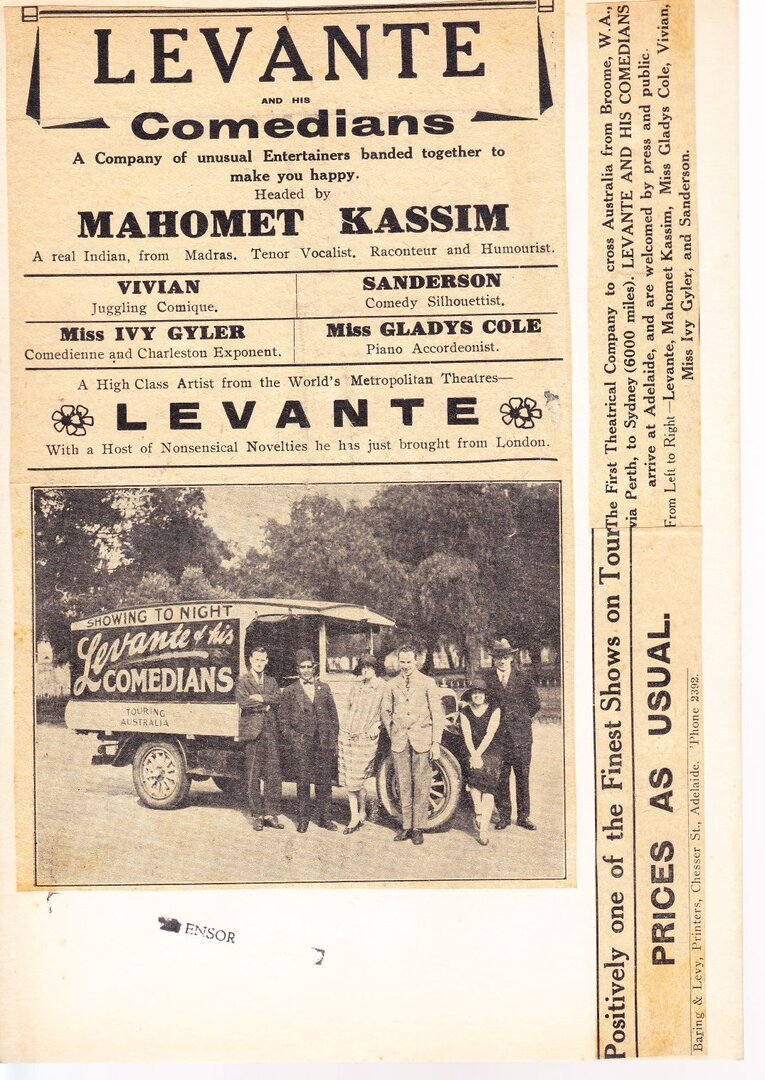 LEVANTE
AND HIS
Comedians
A Company of unusual Entertainers banded together to
make you happy.
Headed by
MAHOMET KASSIM
A real Indian, from Madras. Tenor Vocalist. Raconteur and Humourist.
VIVIAN
Juggling Comique.
SANDERSON
Comedy Silhouettist.
Miss IVY GYLER
Comedienne and Charleston Exponent.
Miss GLADYS COLE
Piano Accordeonist.
A High Class Artist from the World's Metropolitan Theatres—
LEVANTE
With a Host of Nonsensical Novelties he has just brought from London.
SHOWING TO NIGHT
Levante & his
COMEDIANS
TOURING
AUSTRALIA
ENSOR
The First Theatrical Company to cross Australia from Broome, W.A.,
via Perth, to Sydney (6000 miles). LEVANTE AND HIS COMEDIANS
arrive at Adelaide, and are welcomed by press and public.
From Left to Right—Levante, Mahomet Kassim, Miss Gladys Cole, Vivian,
Miss Ivy Gyler, and Sanderson.
Positively one of the Finest Shows on Tour
PRICES AS USUAL.
Baring & Levy, Printers, Chesser St., Adelaide. 'Phone 2392.